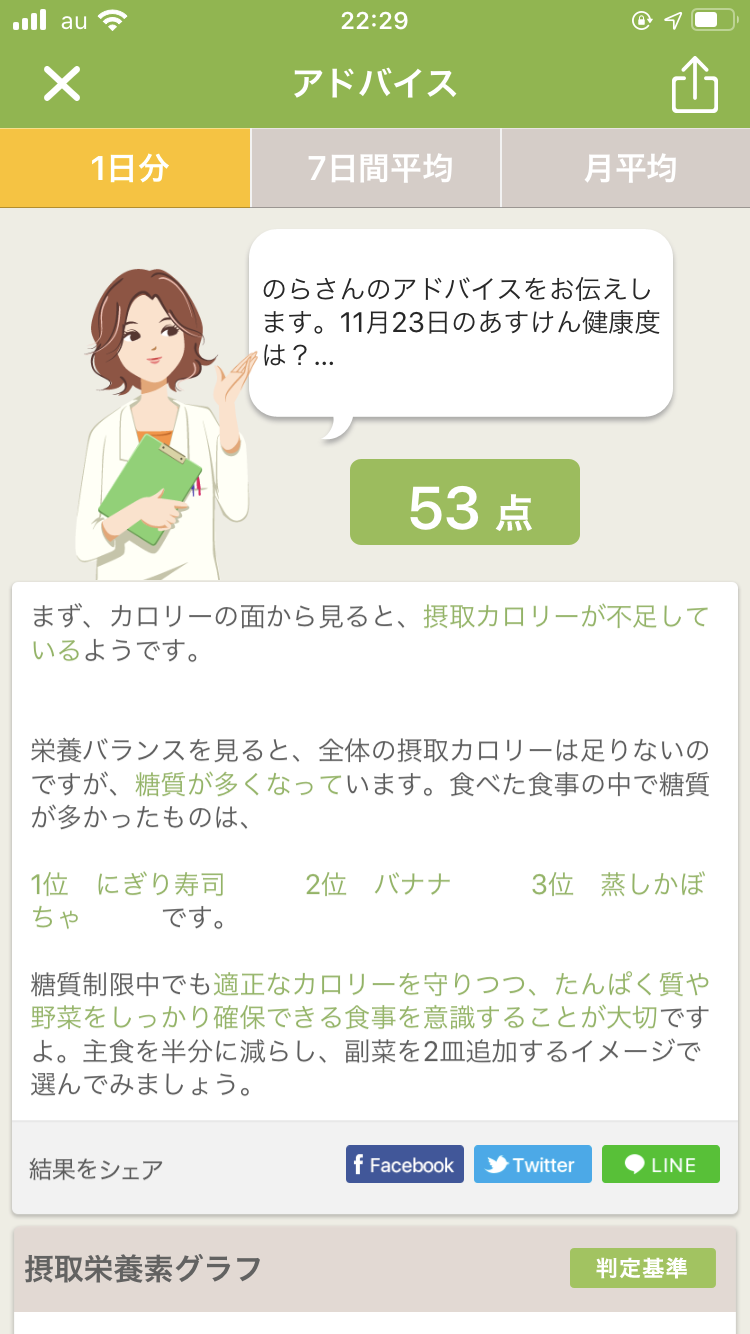 au
22:29
アドバイス
1日分
7日間平均
月平均
のらさんのアドバイスをお伝えし
ます。11月23日のあすけん健康度
は？...
53 点
まず、カロリーの面から見ると、摂取カロリーが不足して
いるようです。
栄養バランスを見ると、全体の摂取カロリーは足りないの
ですが、糖質が多くなっています。食べた食事の中で糖質
が多かったものは、
1位　にぎり寿司　　　2位　バナナ　　　3位　蒸しかぼ
ちゃ　　　です。
糖質制限中でも適正なカロリーを守りつつ、たんぱく質や
野菜をしっかり確保できる食事を意識することが大切です
よ。主食を半分に減らし、副菜を2皿追加するイメージで
選んでみましょう。
結果をシェア
Facebook
Twitter
LINE
摂取栄養素グラフ
判定基準